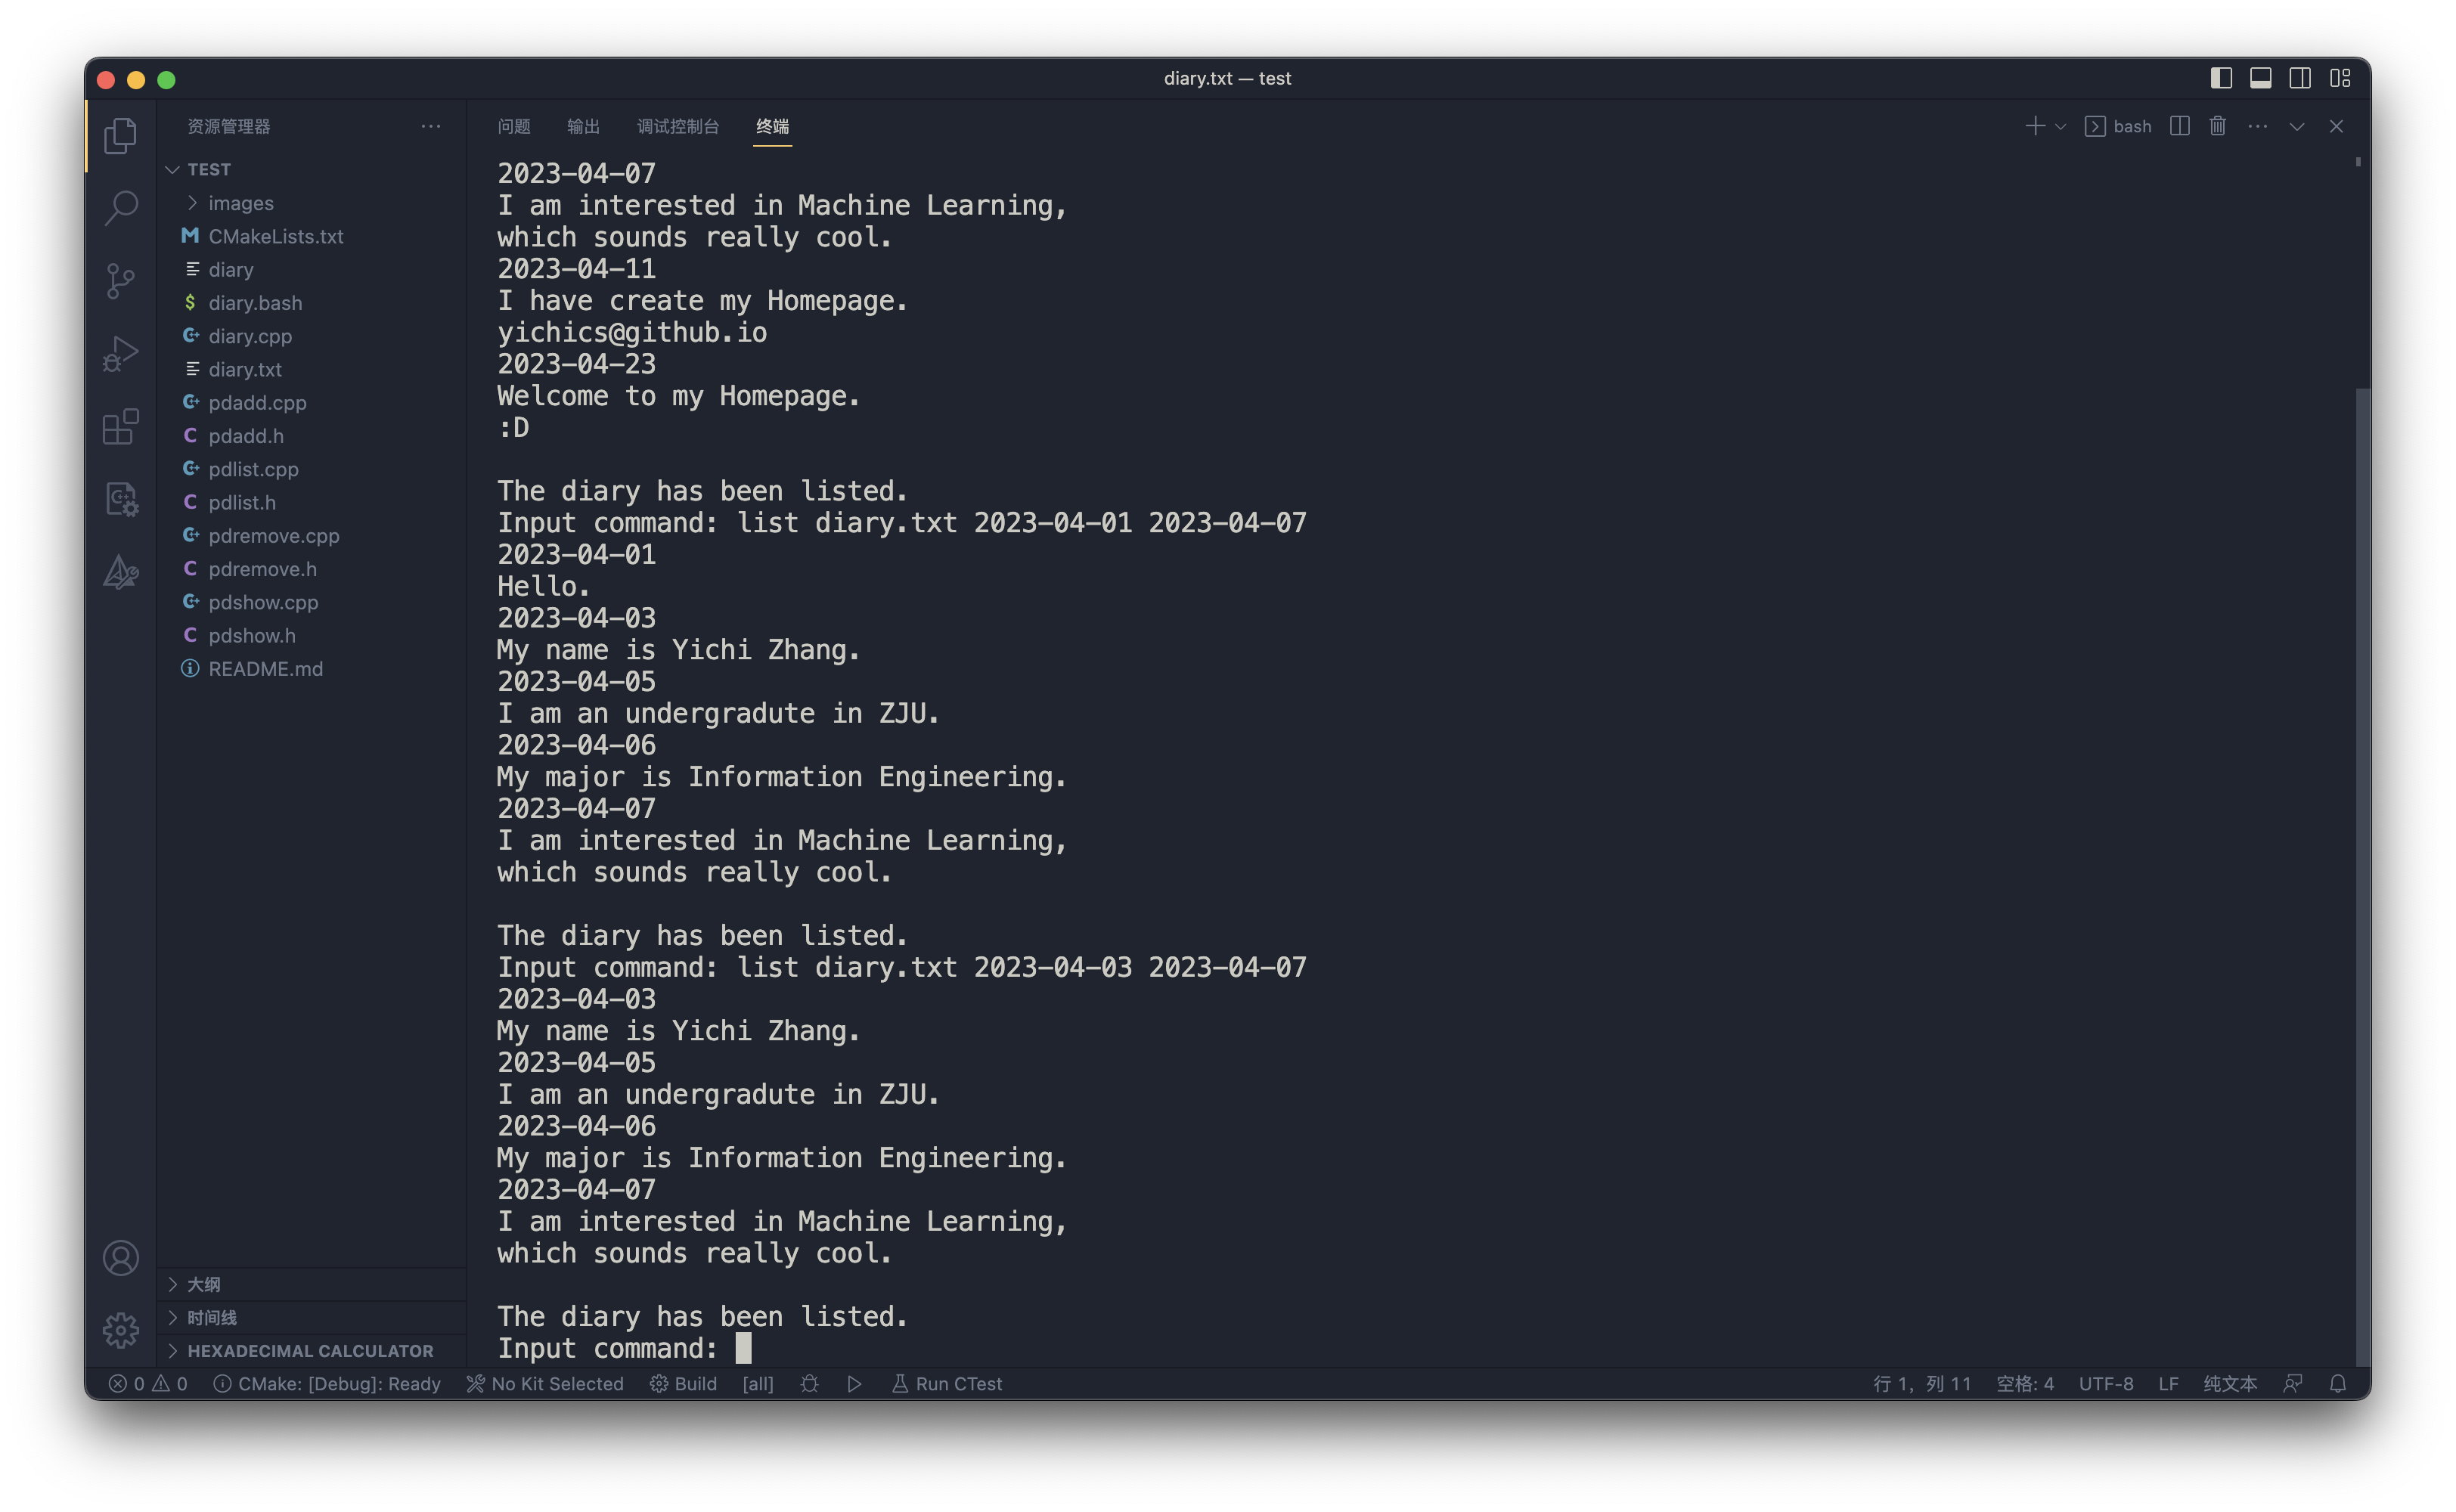 diary.txt — test
资源管理器
问题 输出 调试控制台 终端
bash
TEST
images
CMakeLists.txt
diary
diary.bash
diary.cpp
diary.txt
pdadd.cpp
pdadd.h
pdlist.cpp
pdlist.h
pdremove.cpp
pdremove.h
pdshow.cpp
pdshow.h
README.md
大纲
时间线
HEXADECIMAL CALCULATOR
2023-04-07
I am interested in Machine Learning,
which sounds really cool.
2023-04-11
I have create my Homepage.
yichics@github.io
2023-04-23
Welcome to my Homepage.
:D
The diary has been listed.
Input command: list diary.txt 2023-04-01 2023-04-07
2023-04-01
Hello.
2023-04-03
My name is Yichi Zhang.
2023-04-05
I am an undergradute in ZJU.
2023-04-06
My major is Information Engineering.
2023-04-07
I am interested in Machine Learning,
which sounds really cool.
The diary has been listed.
Input command: list diary.txt 2023-04-03 2023-04-07
2023-04-03
My name is Yichi Zhang.
2023-04-05
I am an undergradute in ZJU.
2023-04-06
My major is Information Engineering.
2023-04-07
I am interested in Machine Learning,
which sounds really cool.
The diary has been listed.
Input command:
0 0 CMake: [Debug]: Ready No Kit Selected Build [all] Run CTest 行 1，列 11 空格: 4 UTF-8 LF 纯文本